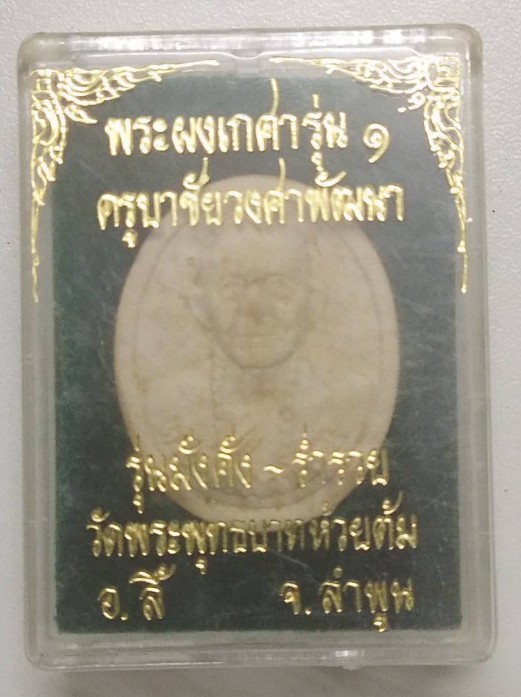 พระผงเกศารุ่น ๑
ครูบาชัยวงศาพัฒนา
รุ่นมั่งคั่ง ~ ร่ำรวย
วัดพระพุทธบาทห้วยต้ม
อ. ลี้ จ. ลำพูน